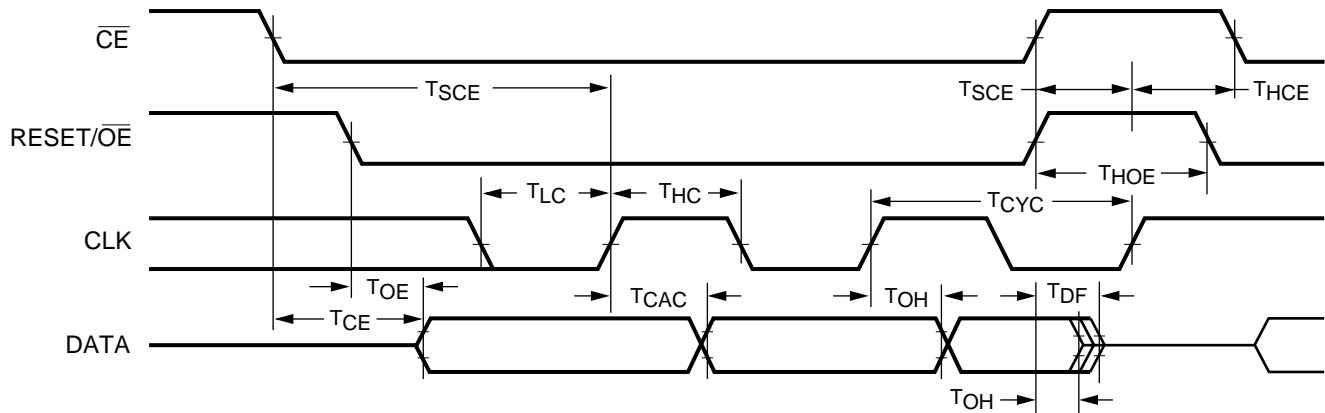 CE
TSCE TSCE THCE
RESET/OE
TLC THC TCYC THOE
CLK
TOE TCAC TOH TDF
TCE
DATA
TOH